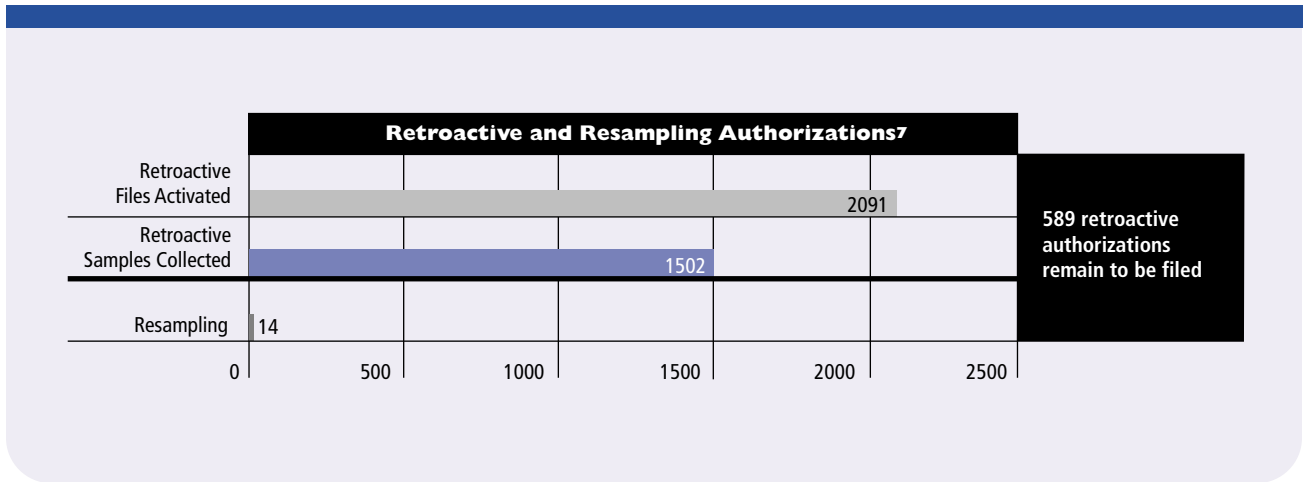 Retroactive and Resampling Authorizations7
Retroactive
Files Activated
2091
Retroactive
Samples Collected
1502
Resampling
14
0
500
1000
1500
2000
2500
589 retroactive
authorizations
remain to be filed